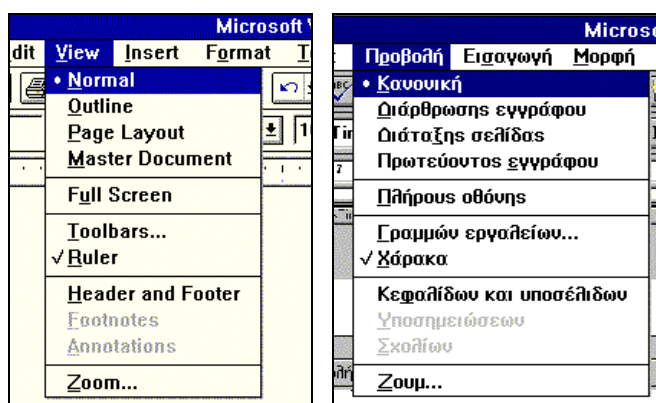 Microsoft
dit View Insert Format T
• Normal
Outline
Page Layout
Master Document
Full Screen
Toolbars...
✓ Ruler
Header and Footer
Footnotes
Annotations
Zoom...
Micros
Προβολή Εισαγωγή Μορφή
• Κανονική
Διάρθρωσης εγγράφου
Διάταξης σελίδας
Πρωτεύοντος εγγράφου
Πλήρους οθόνης
Γραμμών εργαλείων...
✓ Χάρακα
Κεφαλίδων και υποσέλιδων
Υποσημειώσεων
Σχολίων
Ζουμ...